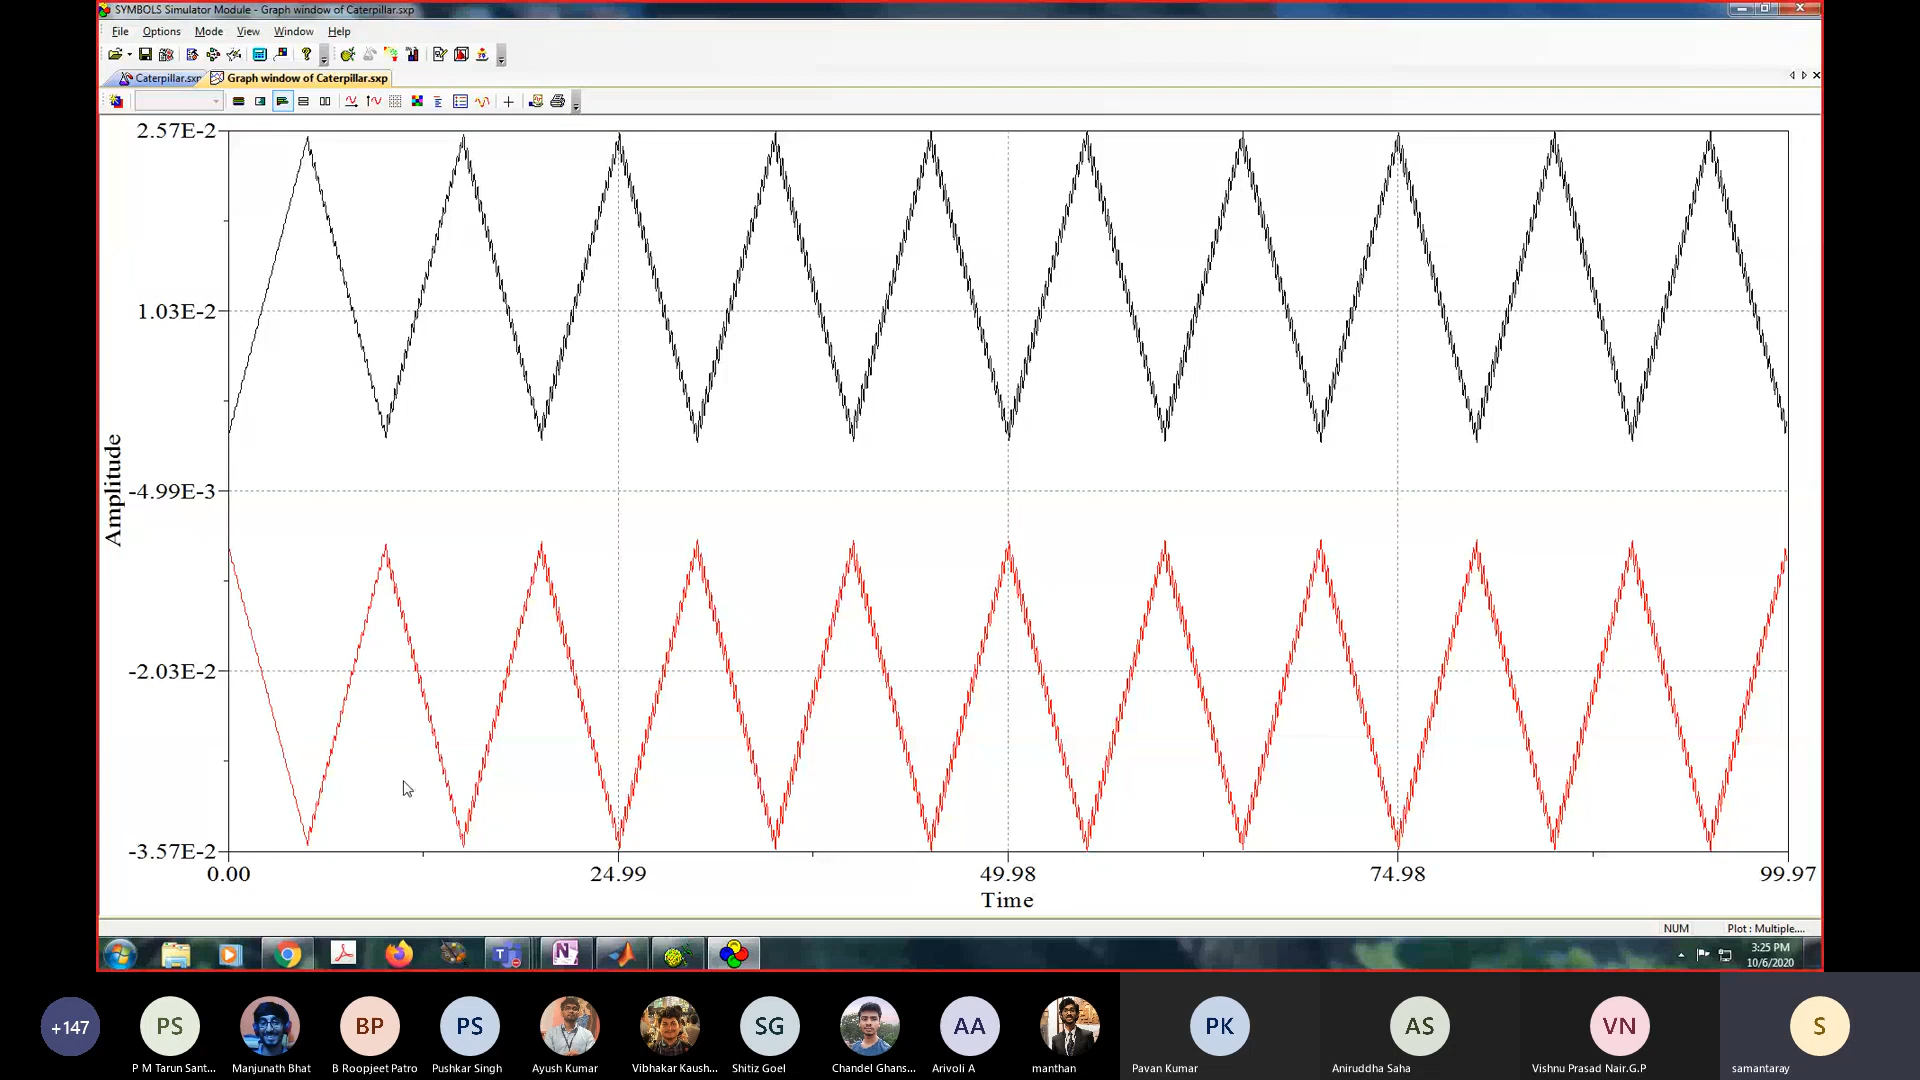 SYMBOLS Simulator Module - Graph window of Caterpillar.sxp
File Options Mode View Window Help
Caterpillar.sxp Graph window of Caterpillar.sxp
2.57E-2
1.03E-2
-4.99E-3
-2.03E-2
-3.57E-2
Amplitude
0.00 24.99 49.98 74.98 99.97
Time
NUM Plot : Multiple....
3:25 PM
10/6/2020
+147 PS BP PS SG AA PK AS VN S
P M Tarun Sant... Manjunath Bhat B Roopjeet Patro Pushkar Singh Ayush Kumar Vibhakar Kaush... Shitiz Goel Chandel Ghans... Arivoli A manthan Pavan Kumar Aniruddha Saha Vishnu Prasad Nair.G.P samantaray